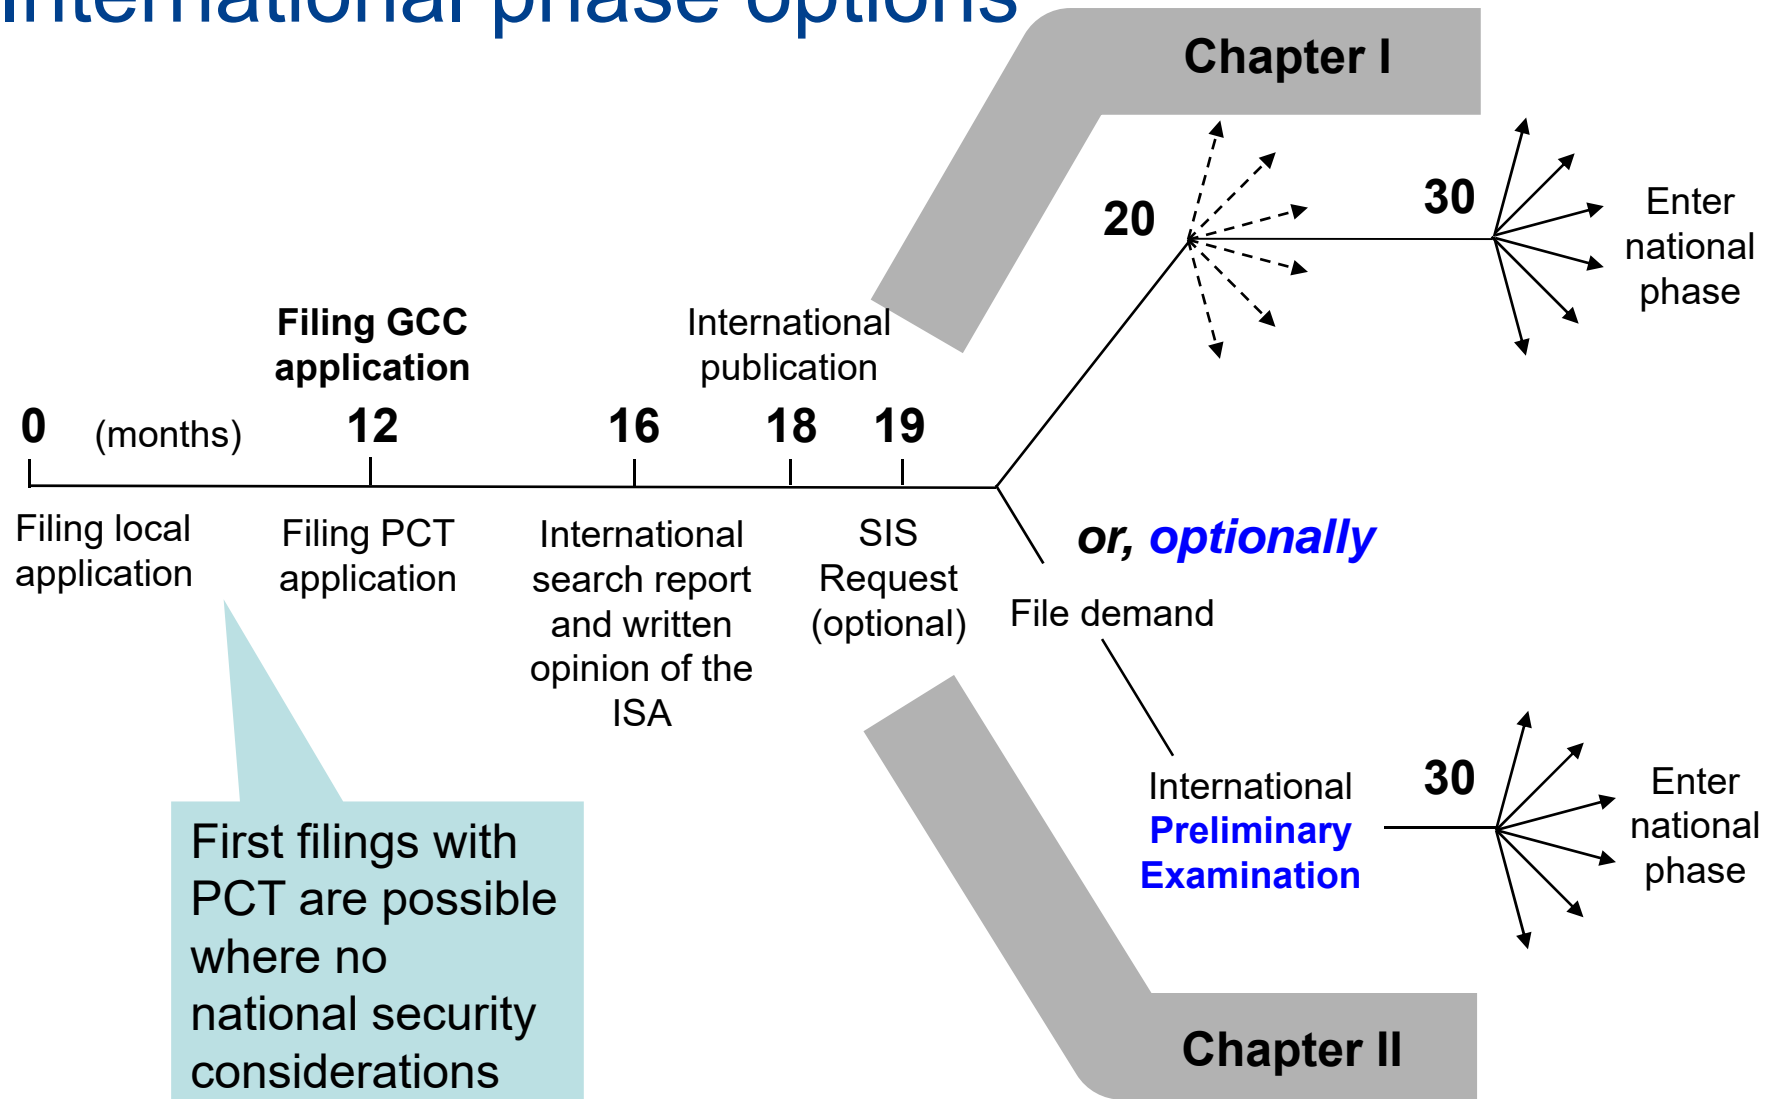 International phase options
Chapter I
20
30
Enter
national
phase
Filing GCC
application
International
publication
0
(months)
12
16
18
19
Filing local
application
Filing PCT
application
International
search report
and written
opinion of the
ISA
SIS
Request
(optional)
or, optionally
File demand
International
Preliminary
Examination
30
Enter
national
phase
First filings with
PCT are possible
where no
national security
considerations
Chapter II